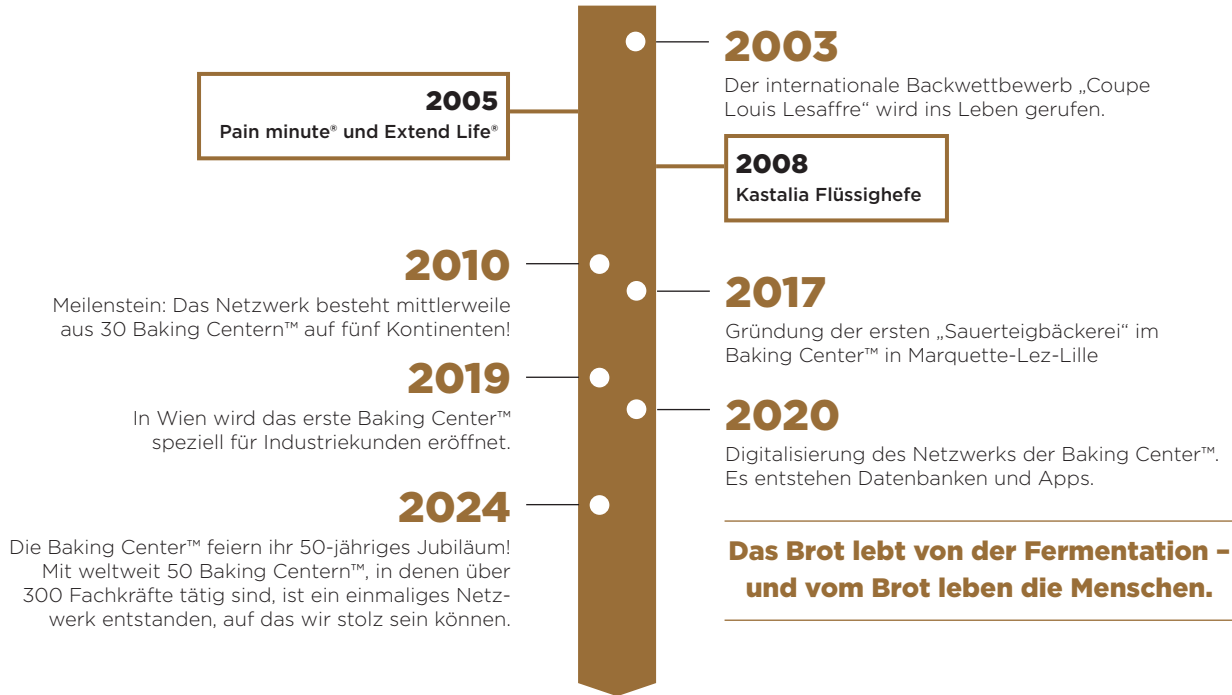 2003
Der internationale Backwettbewerb „Coupe
Louis Lesaffre“ wird ins Leben gerufen.
2005
Pain minute® und Extend Life®
2008
Kastalia Flüssighefe
2010
Meilenstein: Das Netzwerk besteht mittlerweile
aus 30 Baking Centern™ auf fünf Kontinenten!
2017
Gründung der ersten „Sauerteigbäckerei“ im
Baking Center™ in Marquette-Lez-Lille
2019
In Wien wird das erste Baking Center™
speziell für Industriekunden eröffnet.
2020
Digitalisierung des Netzwerks der Baking Center™.
Es entstehen Datenbanken und Apps.
2024
Die Baking Center™ feiern ihr 50-jähriges Jubiläum!
Mit weltweit 50 Baking Centern™, in denen über
300 Fachkräfte tätig sind, ist ein einmaliges Netz-
werk entstanden, auf das wir stolz sein können.
Das Brot lebt von der Fermentation –
und vom Brot leben die Menschen.